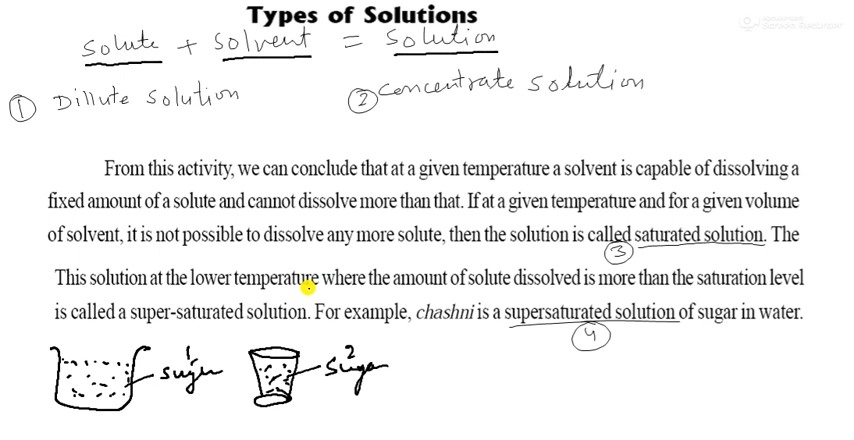 Types of Solutions
solute + solvent = solution
① Dillute solution ② Concentrate solution
From this activity, we can conclude that at a given temperature a solvent is capable of dissolving a
fixed amount of a solute and cannot dissolve more than that. If at a given temperature and for a given volume
of solvent, it is not possible to dissolve any more solute, then the solution is called saturated solution. The
③
This solution at the lower temperature where the amount of solute dissolved is more than the saturation level
is called a super-saturated solution. For example, chashni is a supersaturated solution of sugar in water.
④
1 2
sugar sugar